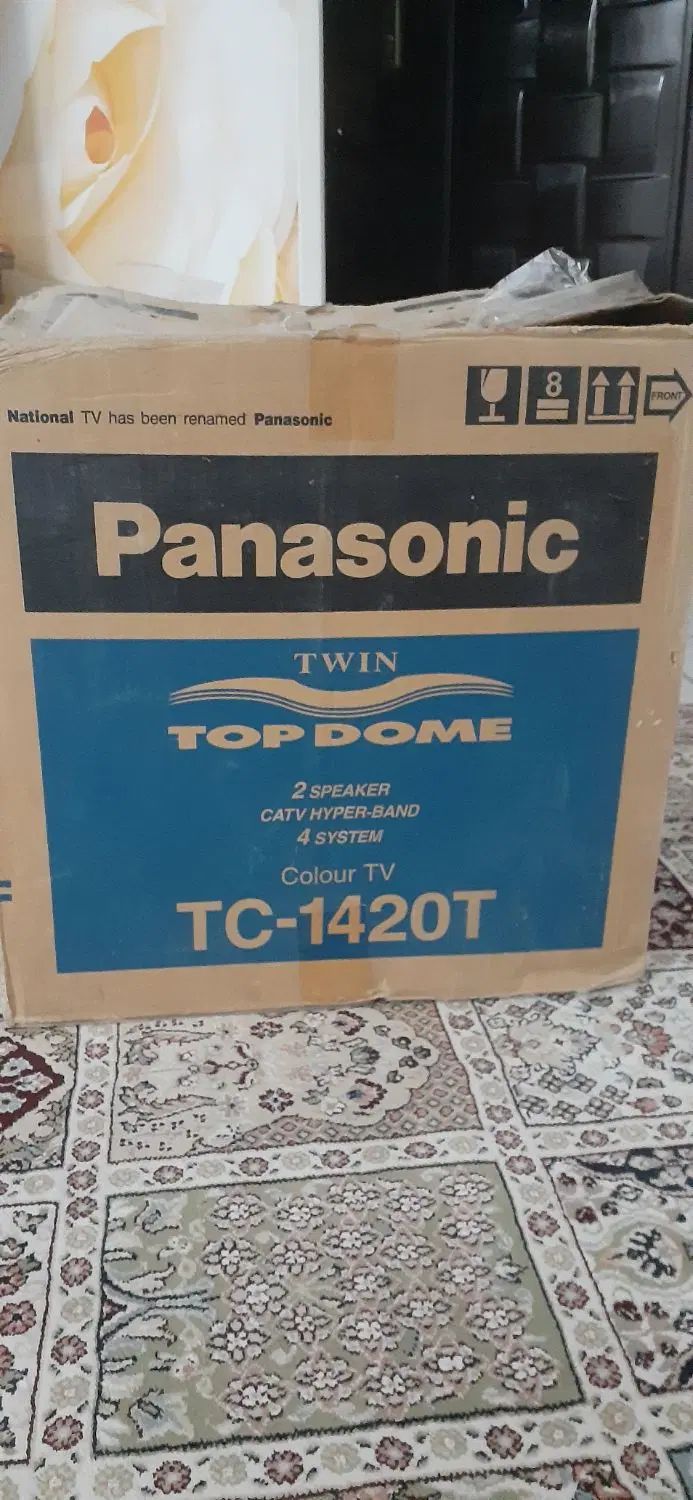 National TV has been renamed Panasonic
8
FRONT
Panasonic
TWIN
TOP DOME
2 SPEAKER
CATV HYPER-BAND
4 SYSTEM
Colour TV
TC-1420T